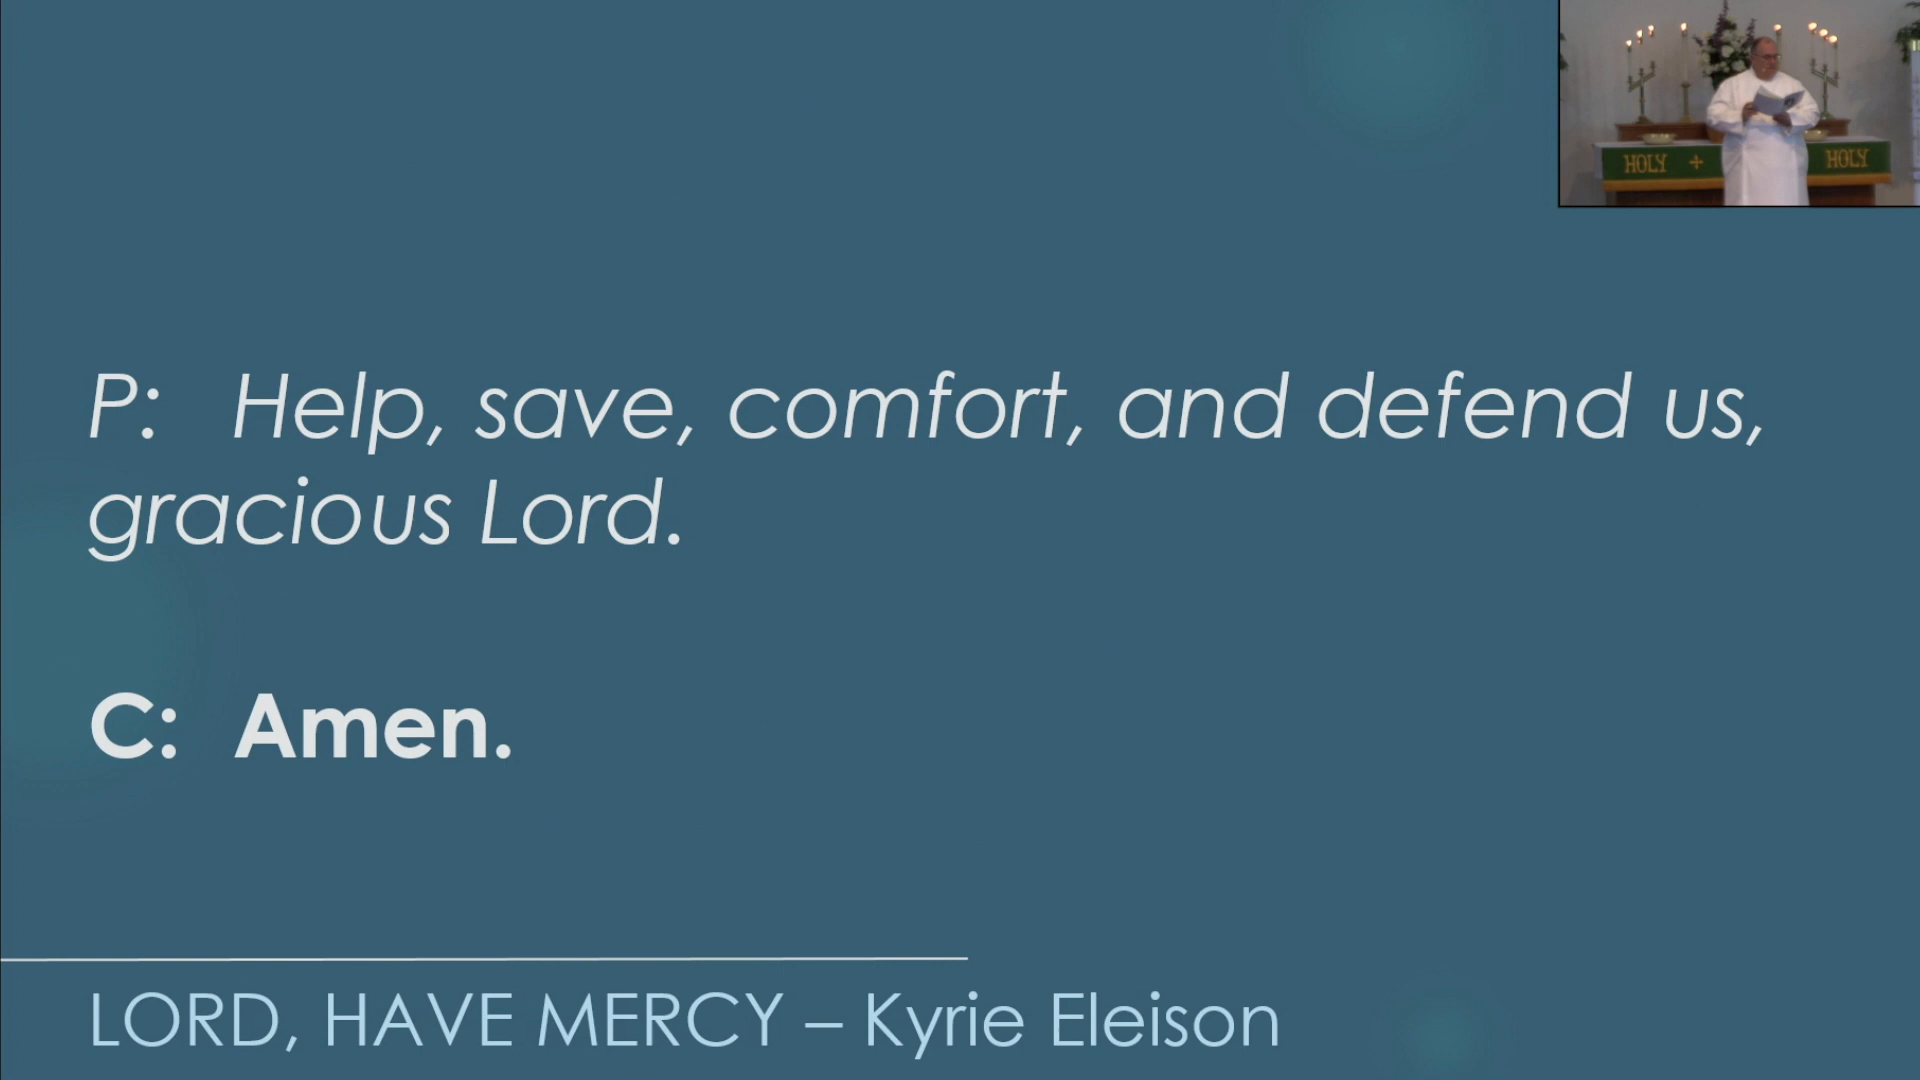 HOLY + HOLY
P: Help, save, comfort, and defend us,
gracious Lord.
C: Amen.
LORD, HAVE MERCY – Kyrie Eleison